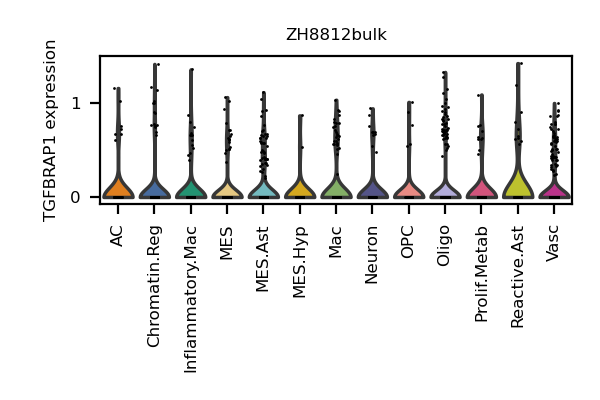 ZH8812bulk
TGFBRAP1 expression
1
0
AC
Chromatin.Reg
Inflammatory.Mac
MES
MES.Ast
MES.Hyp
Mac
Neuron
OPC
Oligo
Prolif.Metab
Reactive.Ast
Vasc